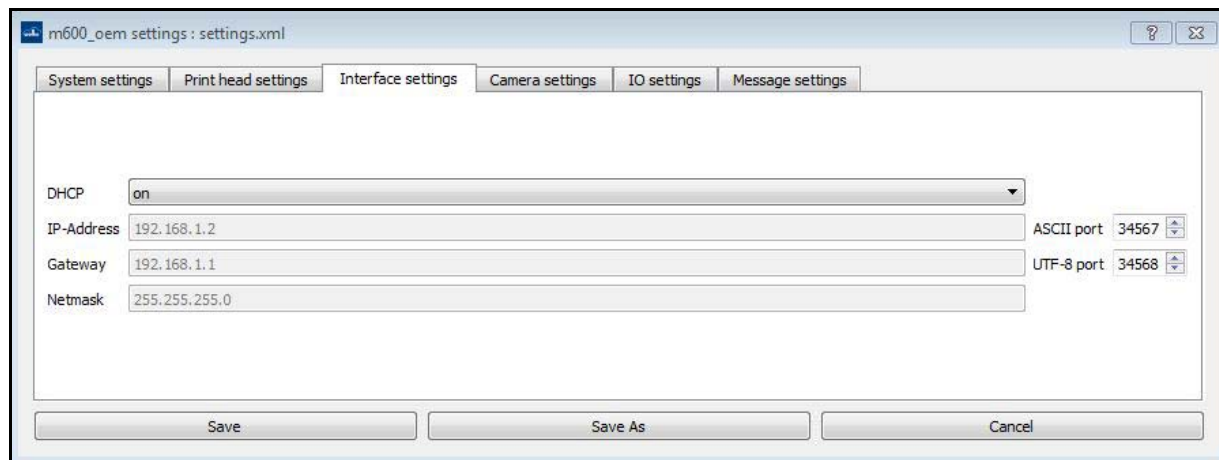 m600_oem settings : settings.xml
System settings Print head settings Interface settings Camera settings IO settings Message settings
DHCP on
IP-Address 192.168.1.2 ASCII port 34567
Gateway 192.168.1.1 UTF-8 port 34568
Netmask 255.255.255.0
Save Save As Cancel